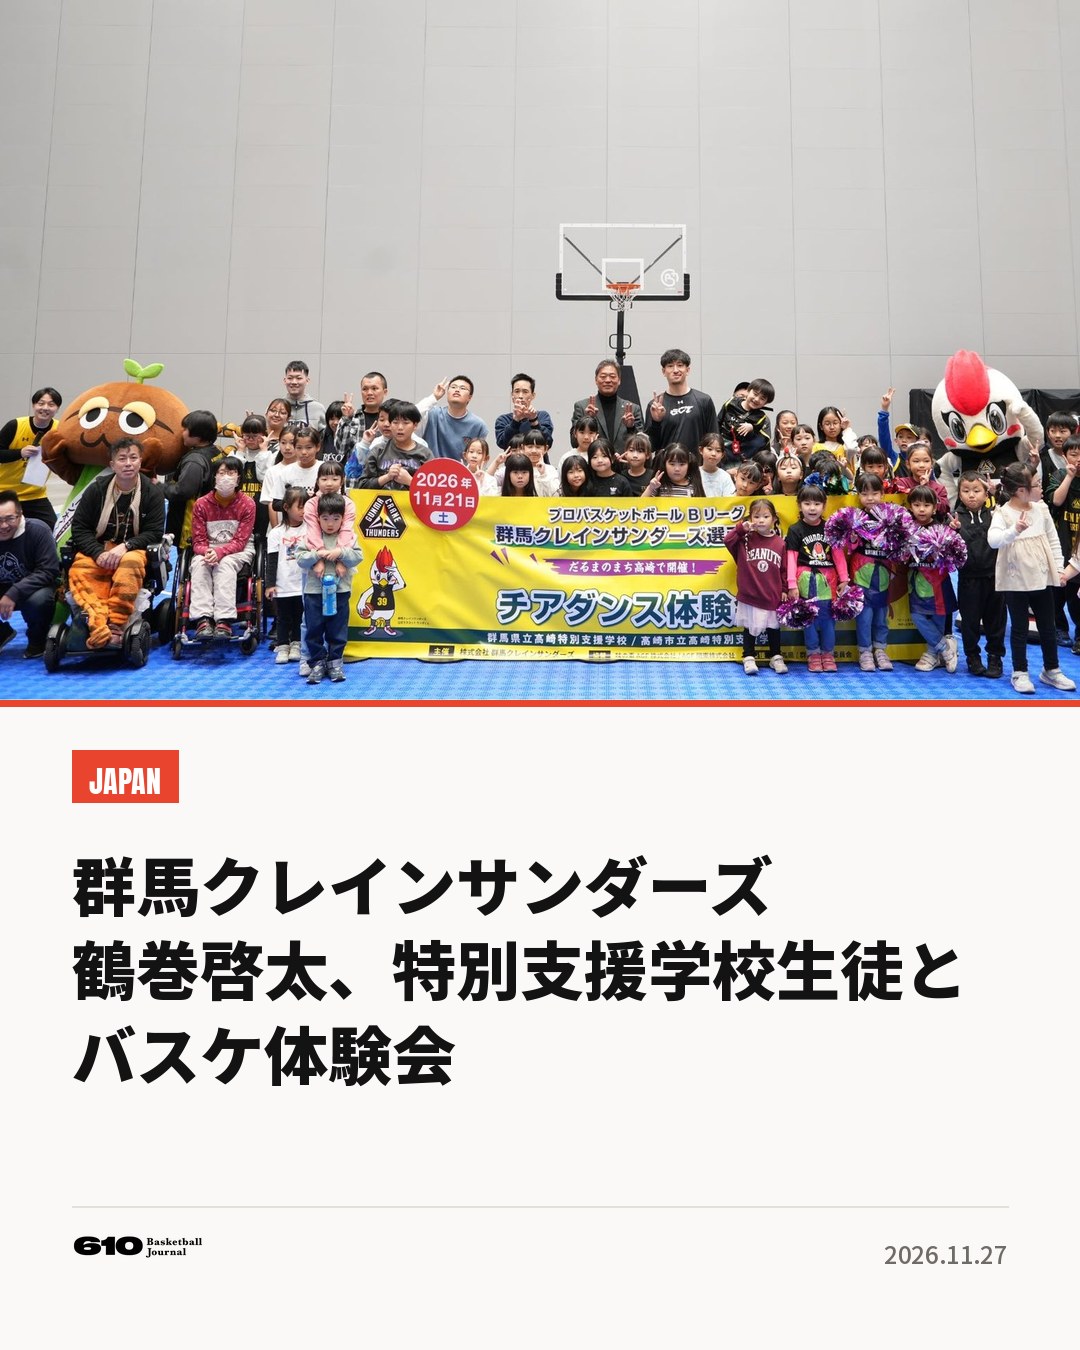 2026年
11月21日
土
GUNMA CRANE
THUNDERS
プロバスケットボール Bリーグ
群馬クレインサンダーズ選
だるまのまち高崎で開催！
チアダンス体験
群馬県立高崎特別支援学校 / 高崎市立高崎特別支
主催 株式会社 群馬クレインサンダーズ
39
PEANUTS
JAPAN
群馬クレインサンダーズ
鶴巻啓太、特別支援学校生徒と
バスケ体験会
610 Basketball
Journal
2026.11.27